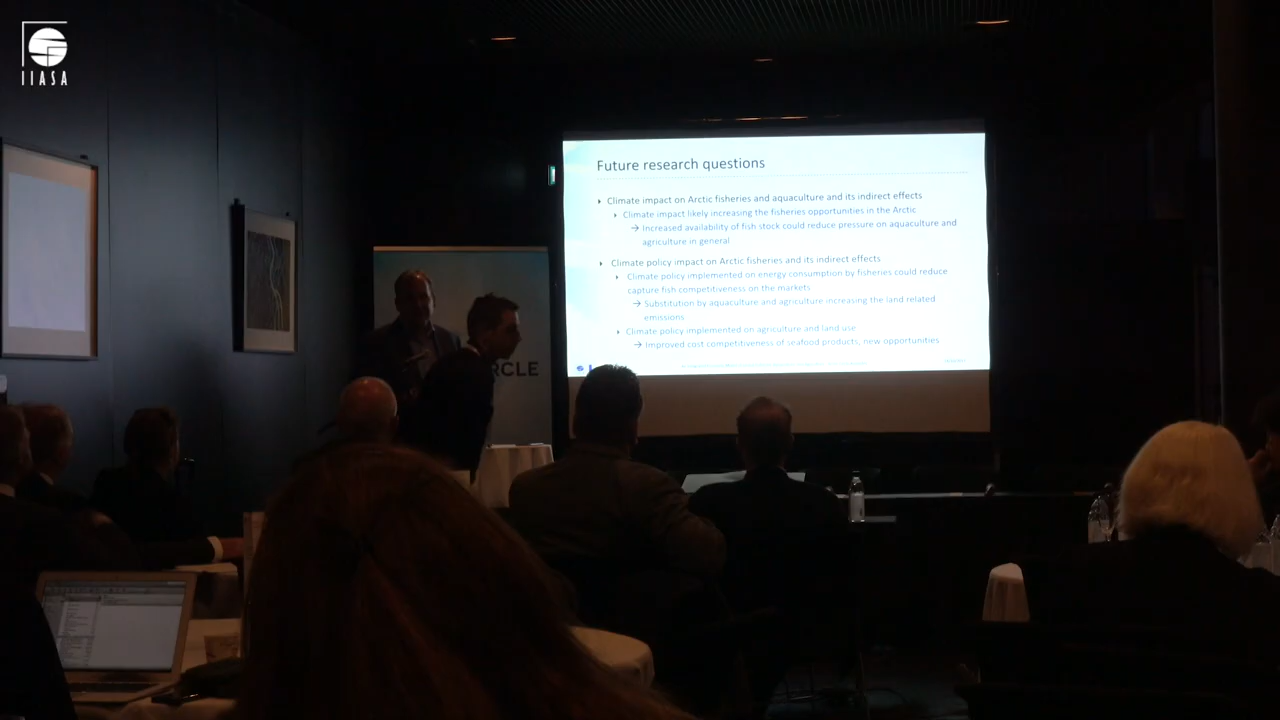 IIASA
Future research questions
Climate impact on Arctic fisheries and aquaculture and its indirect effects
Climate impact likely increasing the fisheries opportunities in the Arctic
→ Increased availability of fish stock could reduce pressure on aquaculture and
agriculture in general
Climate policy impact on Arctic fisheries and its indirect effects
Climate policy implemented on energy consumption by fisheries could reduce
capture fish competitiveness on the markets
→ Substitution by aquaculture and agriculture increasing the land related
emissions
Climate policy implemented on agriculture and land use
→ Improved cost competitiveness of seafood products, new opportunities
RCLE